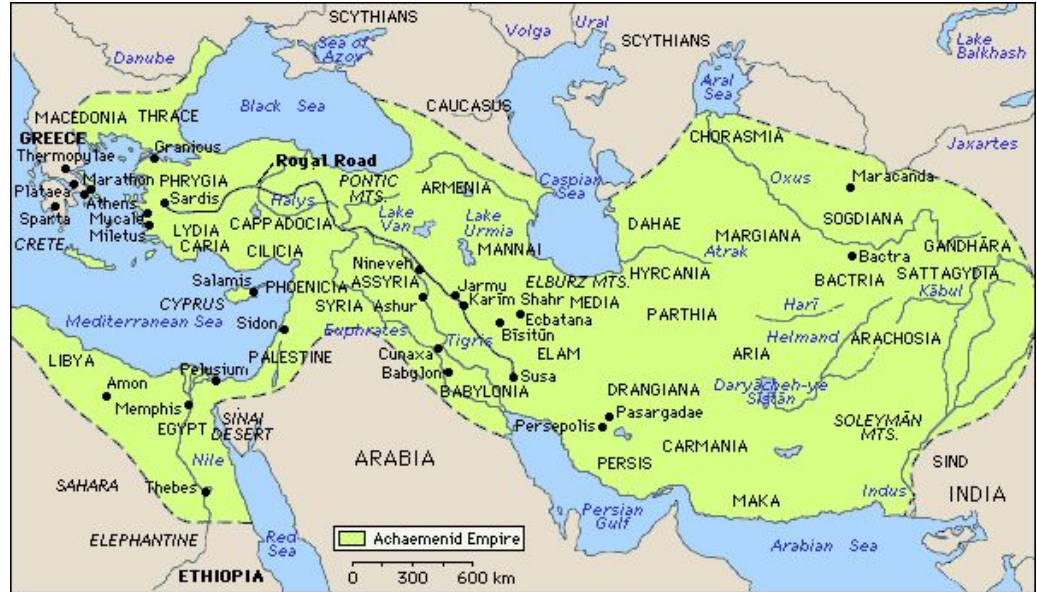 SCYTHIANS
Volga
Ural
SCYTHIANS
Lake
Balkhash
Sea of
Azov
Danube
Aral
Sea
Black Sea
CAUCASUS
MACEDONIA
THRACE
CHORASMIA
GREECE
Granicus
Jaxartes
Thermopylae
Royal Road
Marathon
PHRYGIA
PONTIC
MTS.
ARMENIA
Caspian
Sea
Oxus
Maracanda
Plataea
Athens
Sardis
Halys
Sparta
Mycale
CAPPADOCIA
Lake
Van
Lake
Urmia
DAHAE
SOGDIANA
Miletus
LYDIA
MARGIANA
CRETE
CARIA
CILICIA
MANNAI
Atrak
GANDHĀRA
Bactra
Nineveh
HYRCANIA
SATTAGYDIA
Salamis
PHOENICIA
ASSYRIA
Jarmu
ELBURZ MTS.
BACTRIA
Kābul
CYPRUS
SYRIA
Ashur
Karīm Shahr
MEDIA
Harī
Mediterranean Sea
Ecbatana
PARTHIA
Sidon
Euphrates
Tigris
Bīsitūn
Helmand
ARACHOSIA
LIBYA
PALESTINE
Cunaxa
ELAM
ARIA
Pelusium
Babylon
Susa
Amon
BABYLONIA
DRANGIANA
Daryācheh-ye
Sīstān
Memphis
SINAI
DESERT
Pasargadae
SOLEYMĀN
MTS.
EGYPT
Persepolis
CARMANIA
Nile
ARABIA
PERSIS
SIND
SAHARA
Thebes
MAKA
Indus
INDIA
Persian
Gulf
ELEPHANTINE
Red
Sea
Achaemenid Empire
Arabian Sea
ETHIOPIA
0 300 600 km